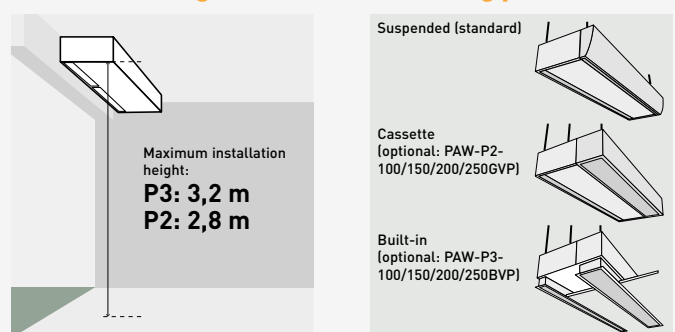 Maximum installation
height:
P3: 3,2 m
P2: 2,8 m
Suspended (standard)
Cassette
(optional: PAW-P2-
100/150/200/250GVP)
Built-in
(optional: PAW-P3-
100/150/200/250BVP)